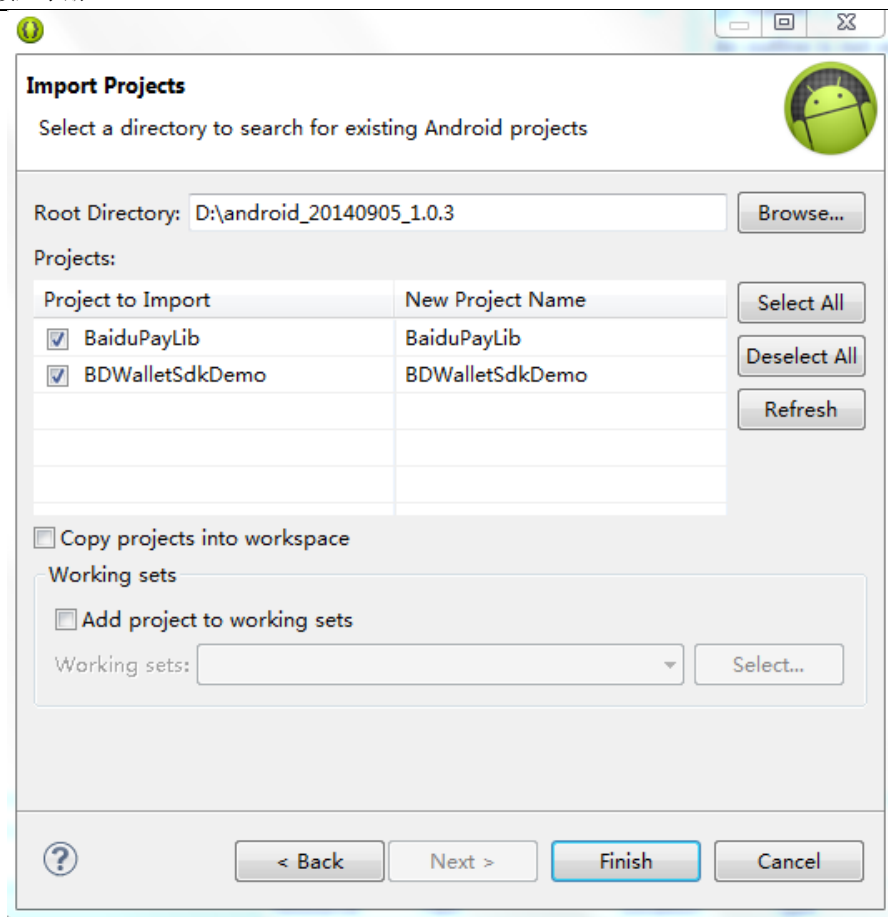 Import Projects
Select a directory to search for existing Android projects
Root Directory: D:\android_20140905_1.0.3 Browse...
Projects:
Project to Import New Project Name Select All
BaiduPayLib BaiduPayLib
Deselect All
BDWalletSdkDemo BDWalletSdkDemo
Refresh
Copy projects into workspace
Working sets
Add project to working sets
Working sets: Select...
? < Back Next > Finish Cancel